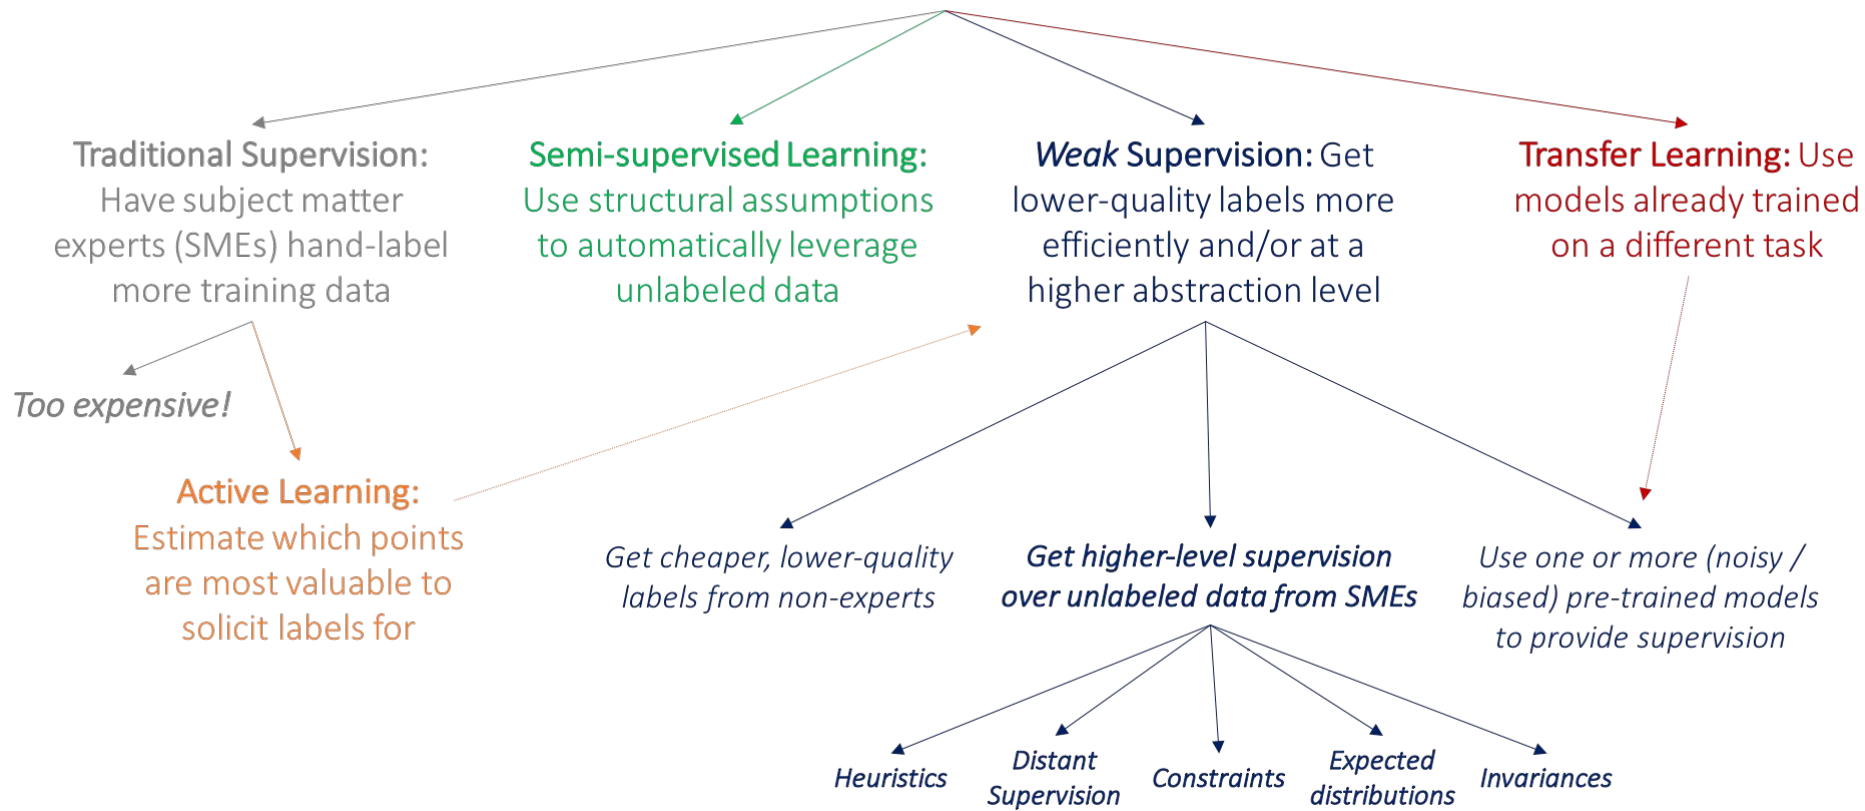 Traditional Supervision:
Have subject matter
experts (SMEs) hand-label
more training data
Semi-supervised Learning:
Use structural assumptions
to automatically leverage
unlabeled data
Weak Supervision: Get
lower-quality labels more
efficiently and/or at a
higher abstraction level
Transfer Learning: Use
models already trained
on a different task
Too expensive!
Active Learning:
Estimate which points
are most valuable to
solicit labels for
Get cheaper, lower-quality
labels from non-experts
Get higher-level supervision
over unlabeled data from SMEs
Use one or more (noisy /
biased) pre-trained models
to provide supervision
Heuristics
Distant
Supervision
Constraints
Expected
distributions
Invariances